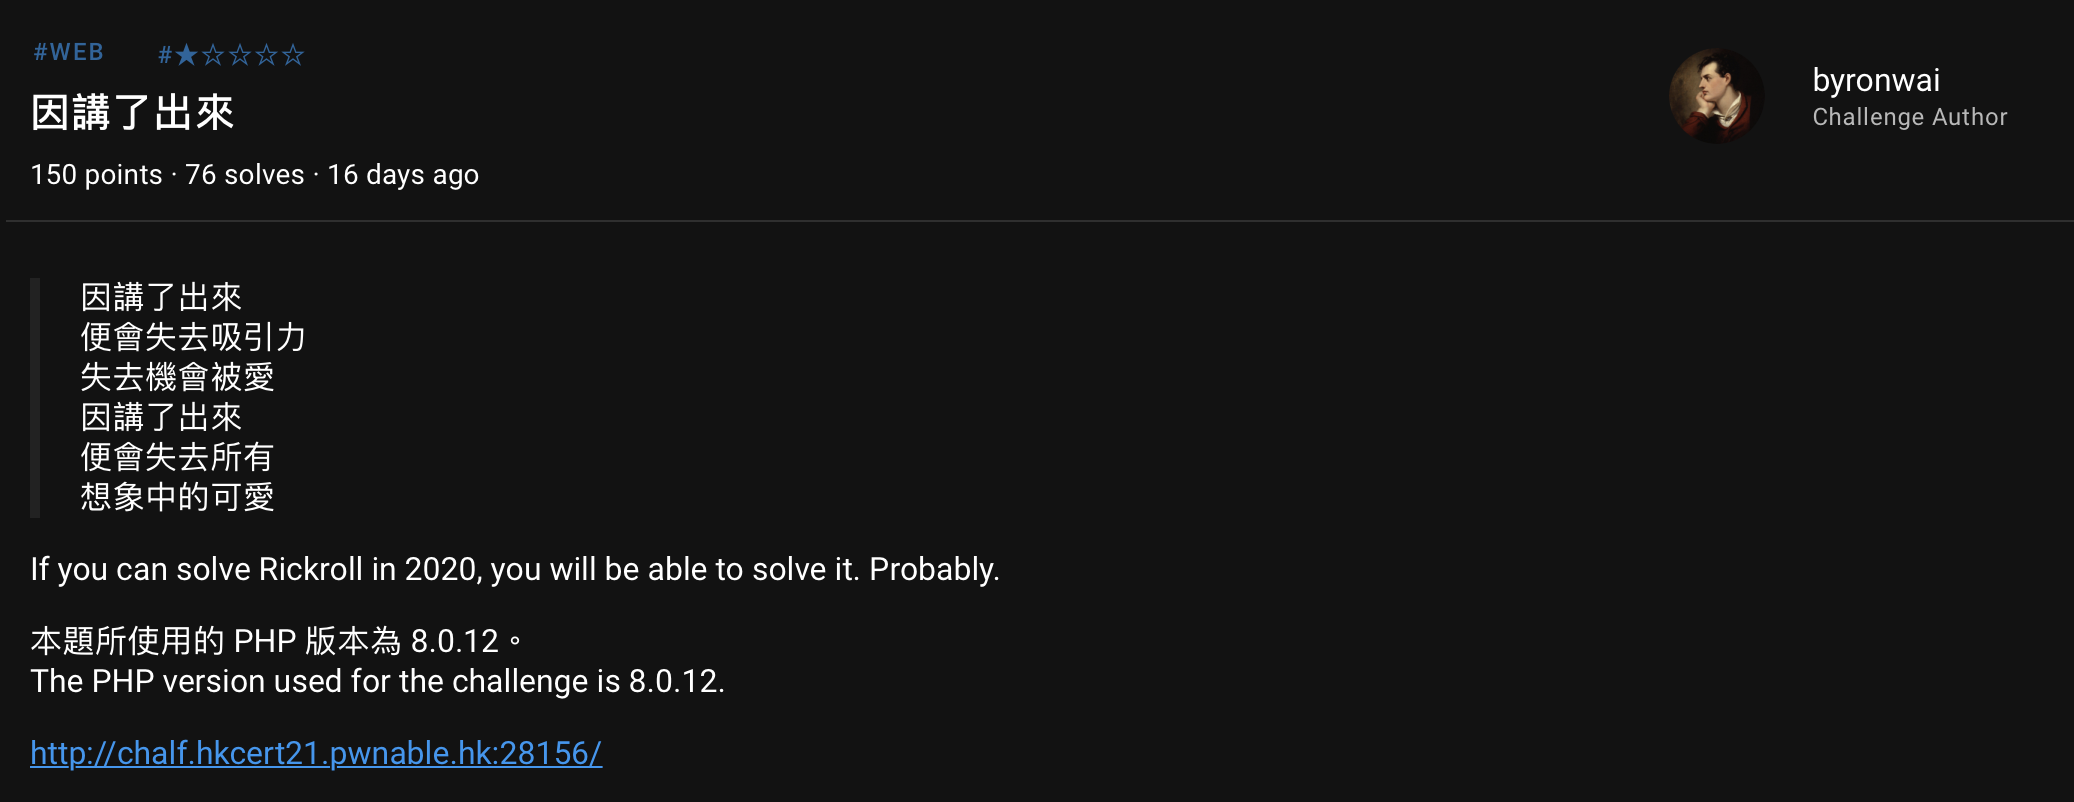 #WEB #★☆☆☆☆
因講了出來
150 points · 76 solves · 16 days ago
byronwai
Challenge Author
因講了出來
便會失去吸引力
失去機會被愛
因講了出來
便會失去所有
想象中的可愛
If you can solve Rickroll in 2020, you will be able to solve it. Probably.
本題所使用的 PHP 版本為 8.0.12。
The PHP version used for the challenge is 8.0.12.
http://chalf.hkcert21.pwnable.hk:28156/